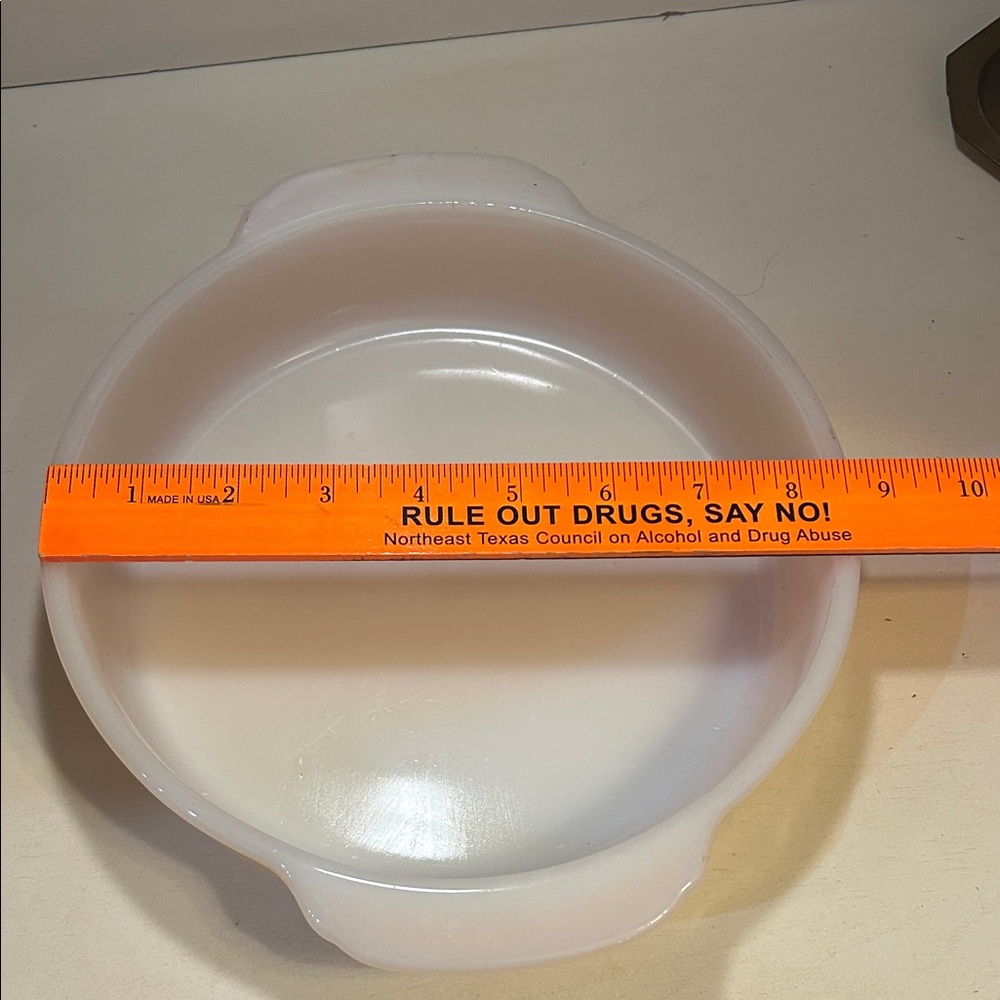 1 MADE IN USA 2 3 4 5 6 7 8 9 10
RULE OUT DRUGS, SAY NO!
Northeast Texas Council on Alcohol and Drug Abuse